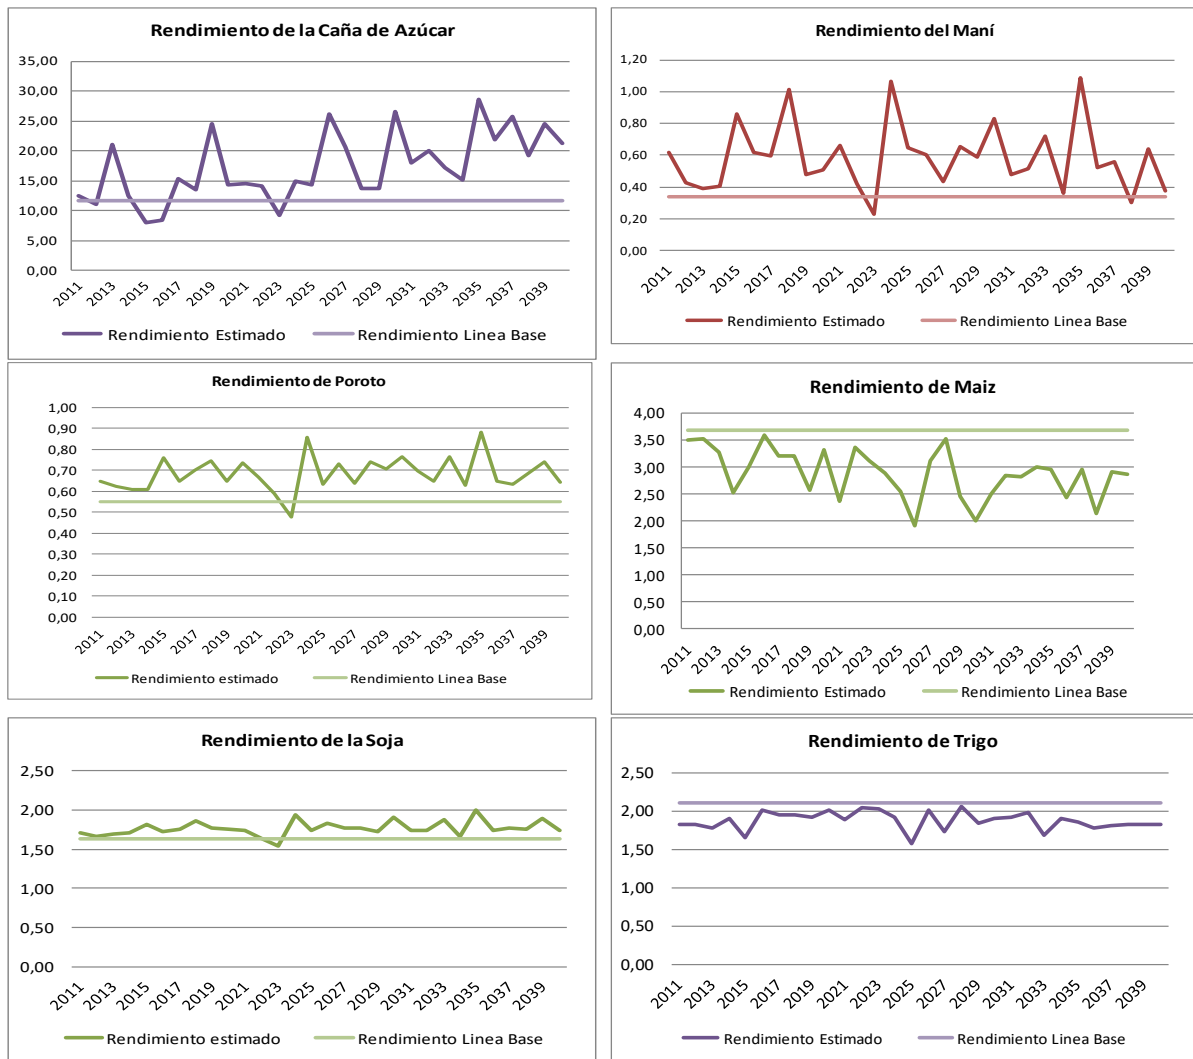 Rendimiento de la Caña de Azúcar
35,00
30,00
25,00
20,00
15,00
10,00
5,00
0,00
2011 2013 2015 2017 2019 2021 2023 2025 2027 2029 2031 2033 2035 2037 2039
Rendimiento Estimado Rendimiento Linea Base
Rendimiento del Maní
1,20
1,00
0,80
0,60
0,40
0,20
0,00
2011 2013 2015 2017 2019 2021 2023 2025 2027 2029 2031 2033 2035 2037 2039
Rendimiento Estimado Rendimiento Linea Base
Rendimiento de Poroto
1,00
0,90
0,80
0,70
0,60
0,50
0,40
0,30
0,20
0,10
0,00
2011 2013 2015 2017 2019 2021 2023 2025 2027 2029 2031 2033 2035 2037 2039
Rendimiento estimado Rendimiento Linea Base
Rendimiento de Maiz
4,00
3,50
3,00
2,50
2,00
1,50
1,00
0,50
0,00
2011 2013 2015 2017 2019 2021 2023 2025 2027 2029 2031 2033 2035 2037 2039
Rendimiento Estimado Rendimiento Linea Base
Rendimiento de la Soja
2,50
2,00
1,50
1,00
0,50
0,00
2011 2013 2015 2017 2019 2021 2023 2025 2027 2029 2031 2033 2035 2037 2039
Rendimiento estimado Rendimiento Linea Base
Rendimiento de Trigo
2,50
2,00
1,50
1,00
0,50
0,00
2011 2013 2015 2017 2019 2021 2023 2025 2027 2029 2031 2033 2035 2037 2039
Rendimiento Estimado Rendimiento Linea Base